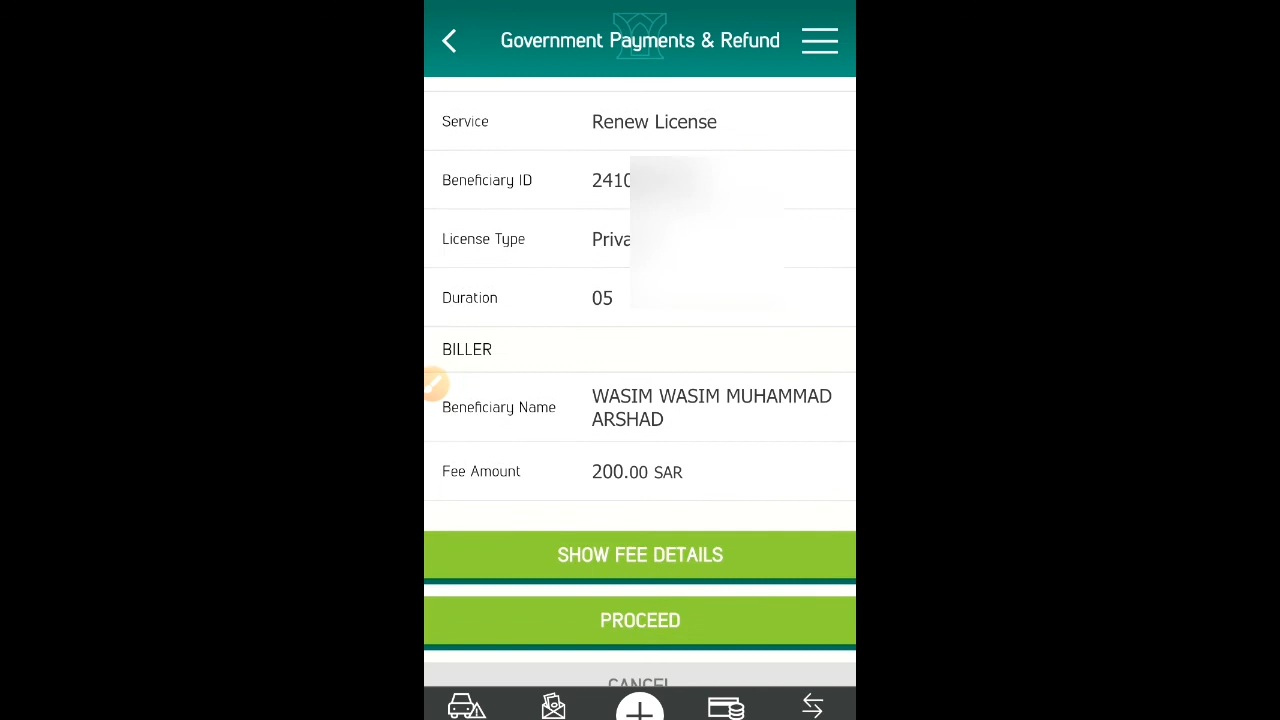 Government Payments & Refund
Service Renew License
Beneficiary ID 2410
License Type Priva
Duration 05
BILLER
Beneficiary Name WASIM WASIM MUHAMMAD
ARSHAD
Fee Amount 200.00 SAR
SHOW FEE DETAILS
PROCEED
CANCEL